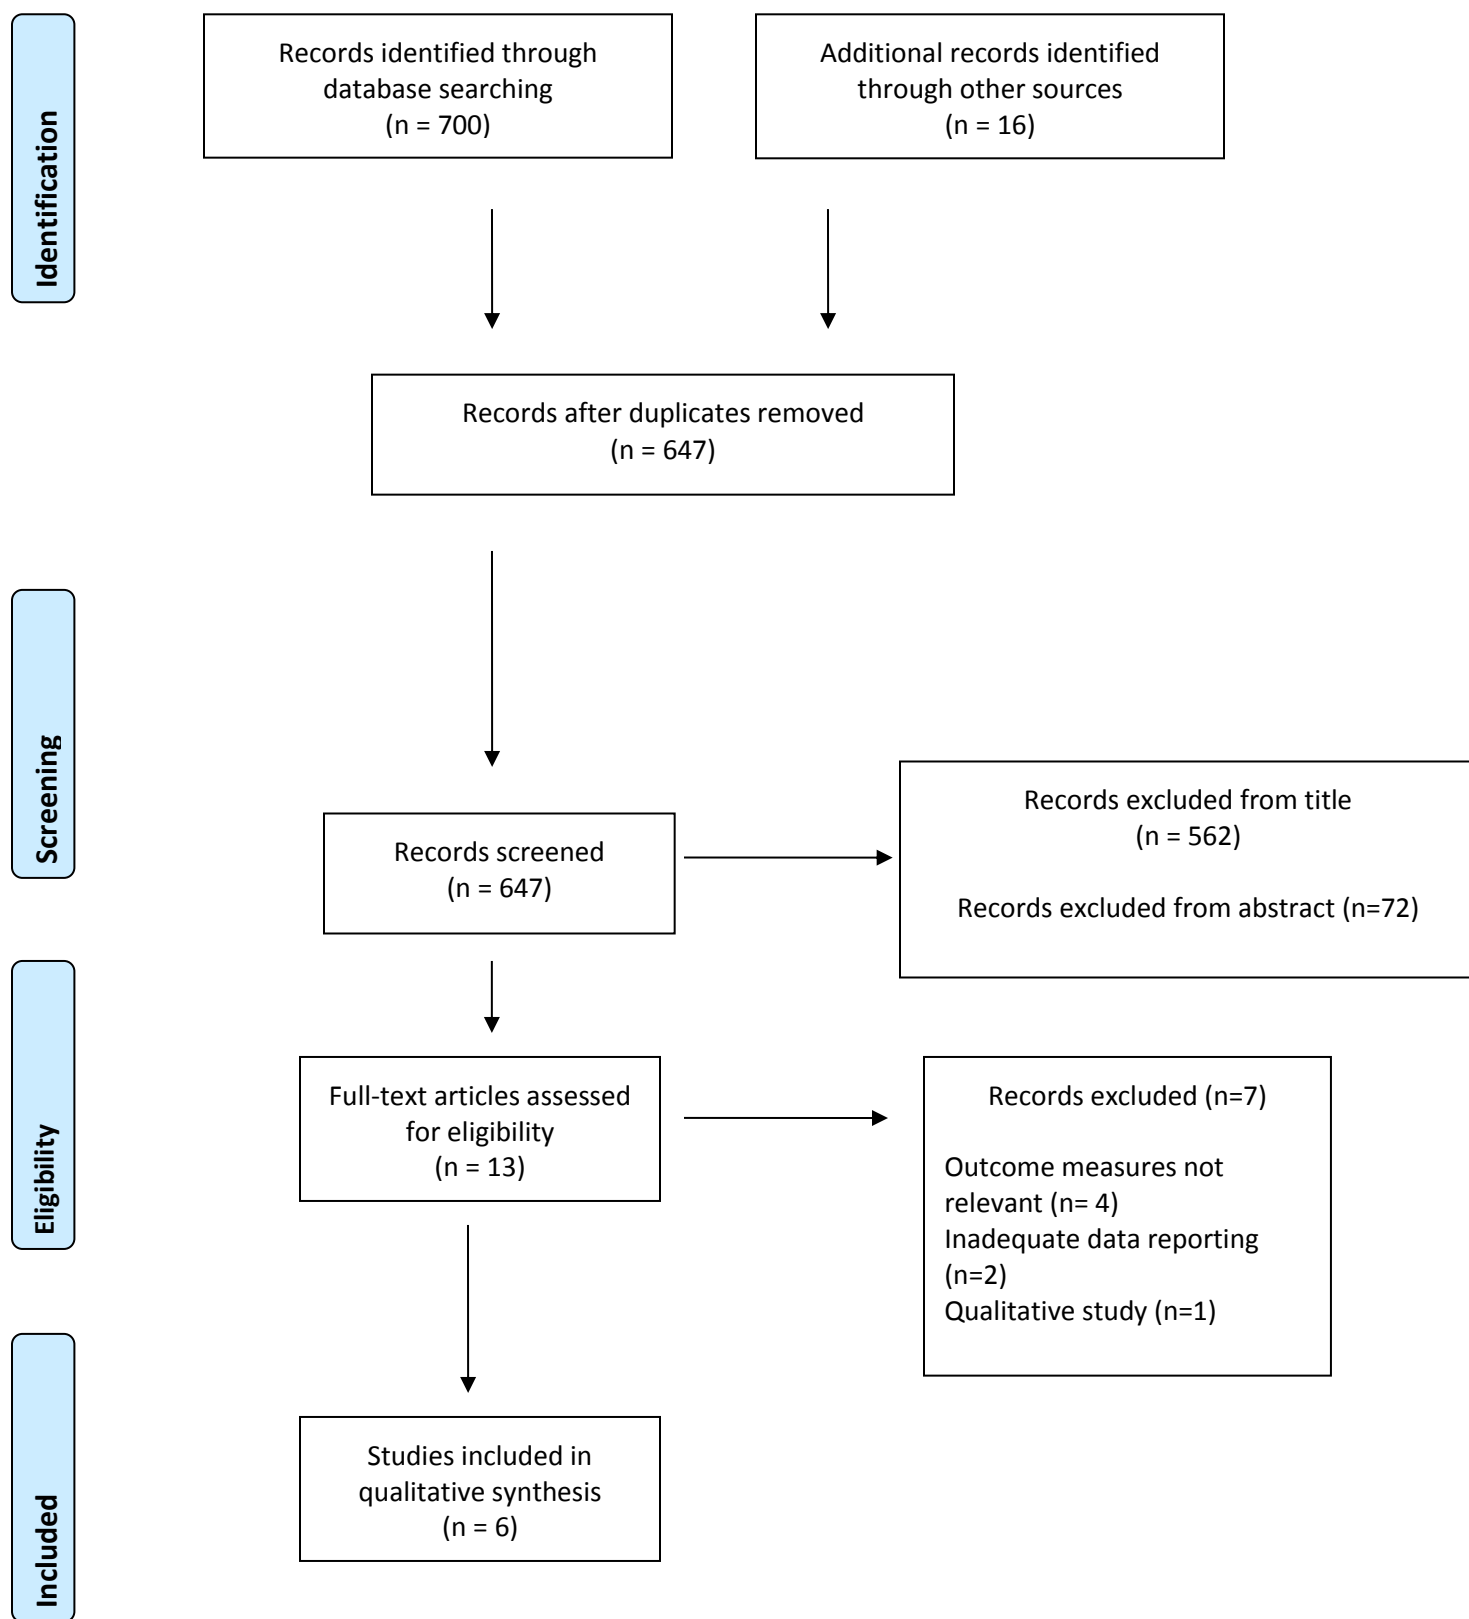 Identification
Records identified through
database searching
(n = 700)
Additional records identified
through other sources
(n = 16)
Records after duplicates removed
(n = 647)
Screening
Records screened
(n = 647)
Records excluded from title
(n = 562)
Records excluded from abstract (n=72)
Eligibility
Full-text articles assessed
for eligibility
(n = 13)
Records excluded (n=7)
Outcome measures not
relevant (n= 4)
Inadequate data reporting
(n=2)
Qualitative study (n=1)
Included
Studies included in
qualitative synthesis
(n = 6)